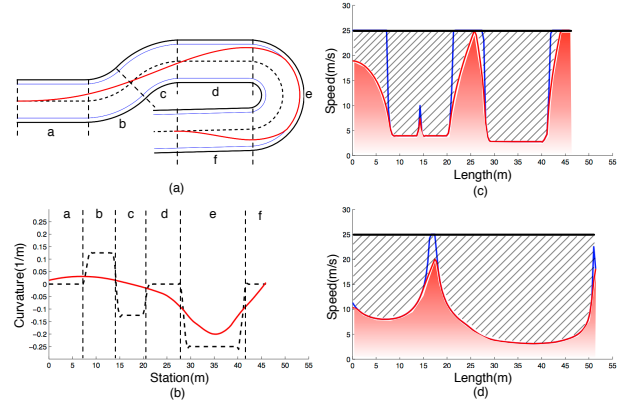 a
b
c
d
e
f
(a)
Speed(m/s)
30
25
20
15
10
5
0
0 5 10 15 20 25 30 35 40 45 50 55
Length(m)
(c)
a b c d e f
Curvature(1/m)
0.25
0.2
0.15
0.1
0.05
0
-0.05
-0.1
-0.15
-0.2
-0.25
0 5 10 15 20 25 30 35 40 45 50 55
Station(m)
(b)
Speed(m/s)
30
25
20
15
10
5
0
0 5 10 15 20 25 30 35 40 45 50 55
Length(m)
(d)